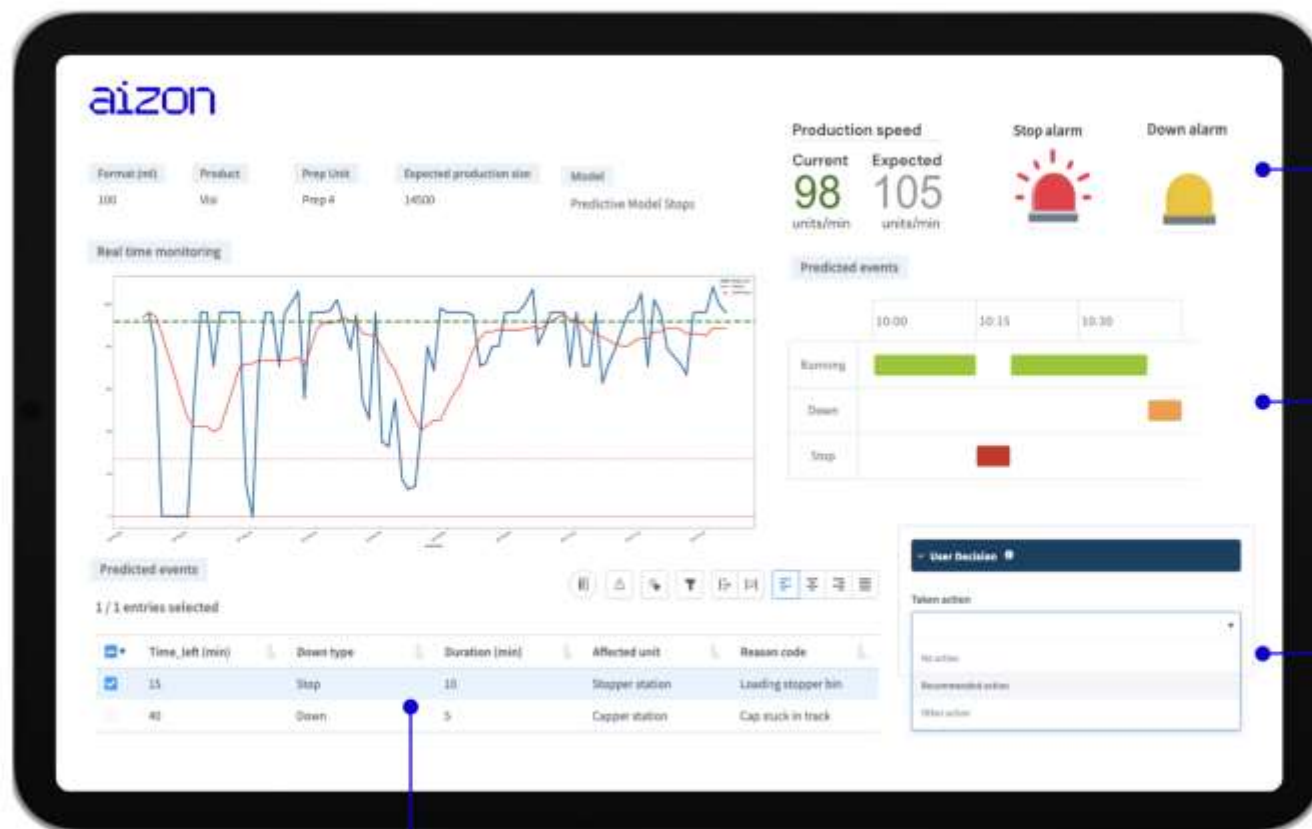 aizon
Production speed
Stop alarm
Down alarm
Current
Expected
98
105
units/min
units/min
Format (ml)
Product
Prep Unit
Expected production size
Model
100
Prep 4
14500
Predictive Model Stops
Real time monitoring
Predicted events
10:00
10:15
10:30
Running
Down
Stop
User Decision
Predicted events
1 / 1 entries selected
Taken action
Time_left (min)
Down type
Duration (min)
Affected unit
Reason code
No action
15
Stop
10
Stopper station
Loading stopper bin
Recommended action
40
Down
5
Capper station
Cap stuck in track
Other action